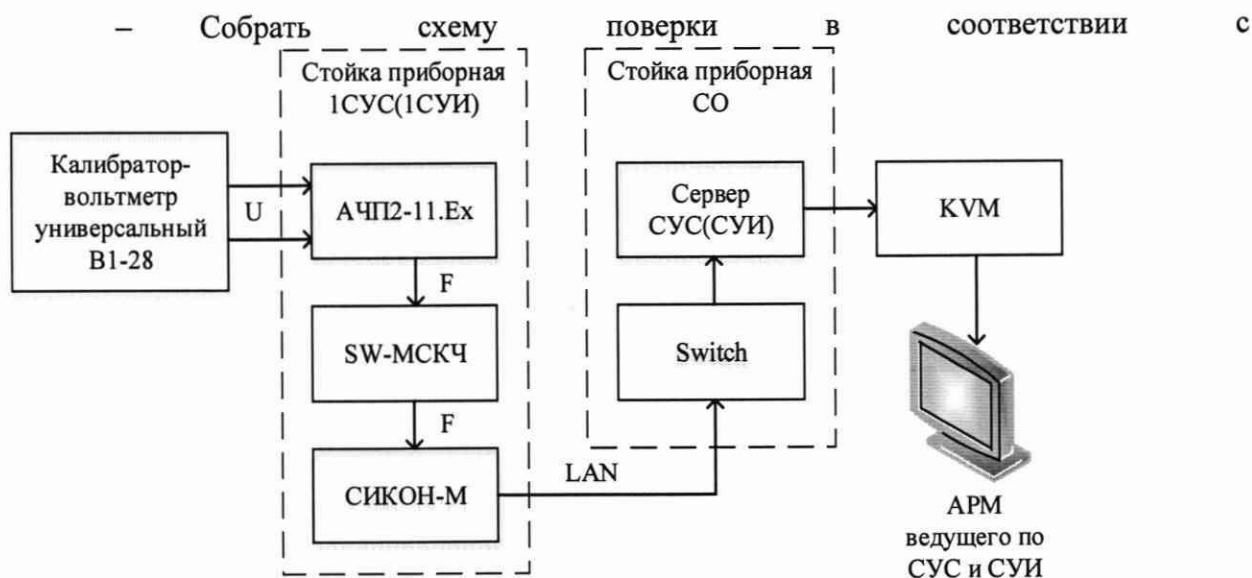 – Собрать схему поверки в соответствии с
Стойка приборная
1СУС(1СУИ)
Стойка приборная
СО
Калибратор-
вольтметр
универсальный
В1-28
U
АЧП2-11.Ех
F
SW-МСКЧ
F
СИКОН-М
LAN
Сервер
СУС(СУИ)
Switch
KVM
АРМ
ведущего по
СУС и СУИ